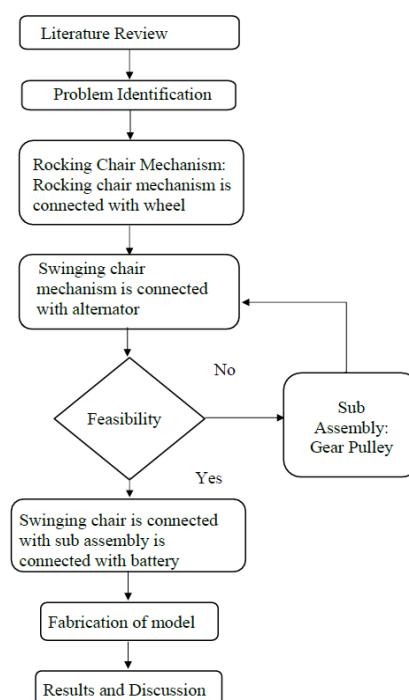 Literature Review
Problem Identification
Rocking Chair Mechanism:
Rocking chair mechanism is
connected with wheel
Swinging chair
mechanism is connected
with alternator
No
Feasibility
Sub
Assembly:
Gear Pulley
Yes
Swinging chair is connected
with sub assembly is
connected with battery
Fabrication of model
Results and Discussion